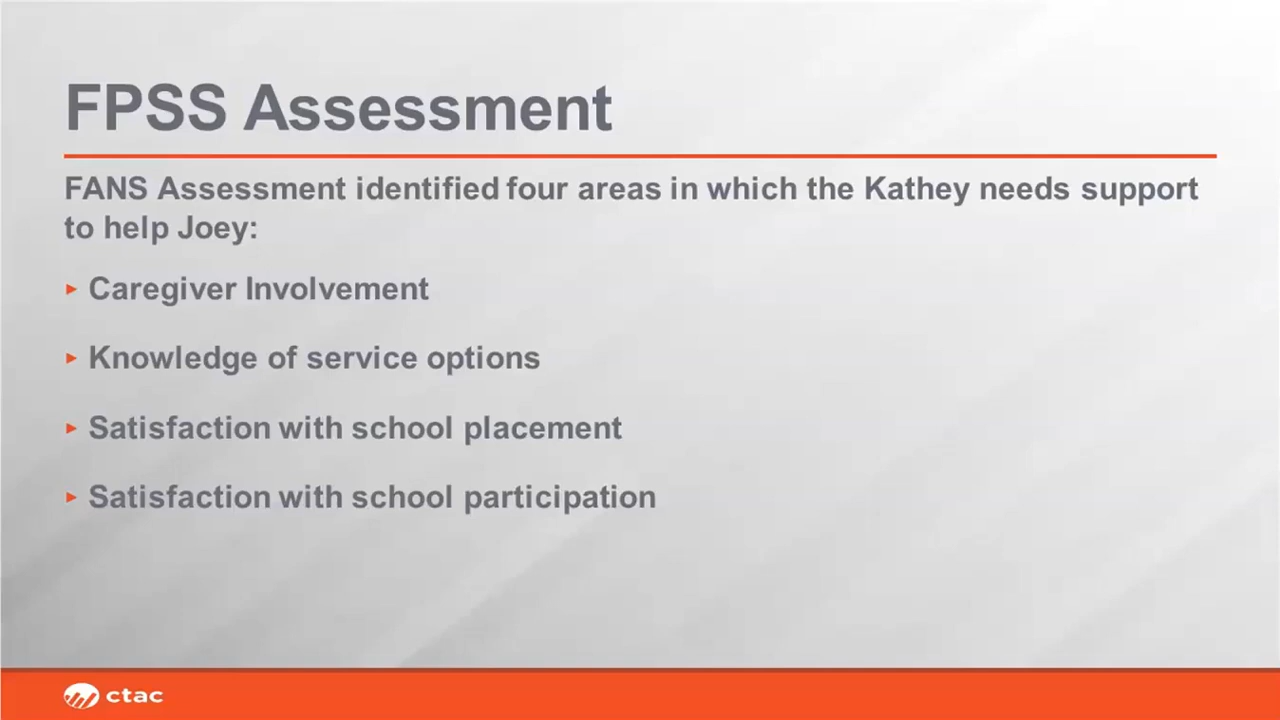 FPSS Assessment
FANS Assessment identified four areas in which the Kathey needs support
to help Joey:
▸ Caregiver Involvement
▸ Knowledge of service options
▸ Satisfaction with school placement
▸ Satisfaction with school participation
ctac